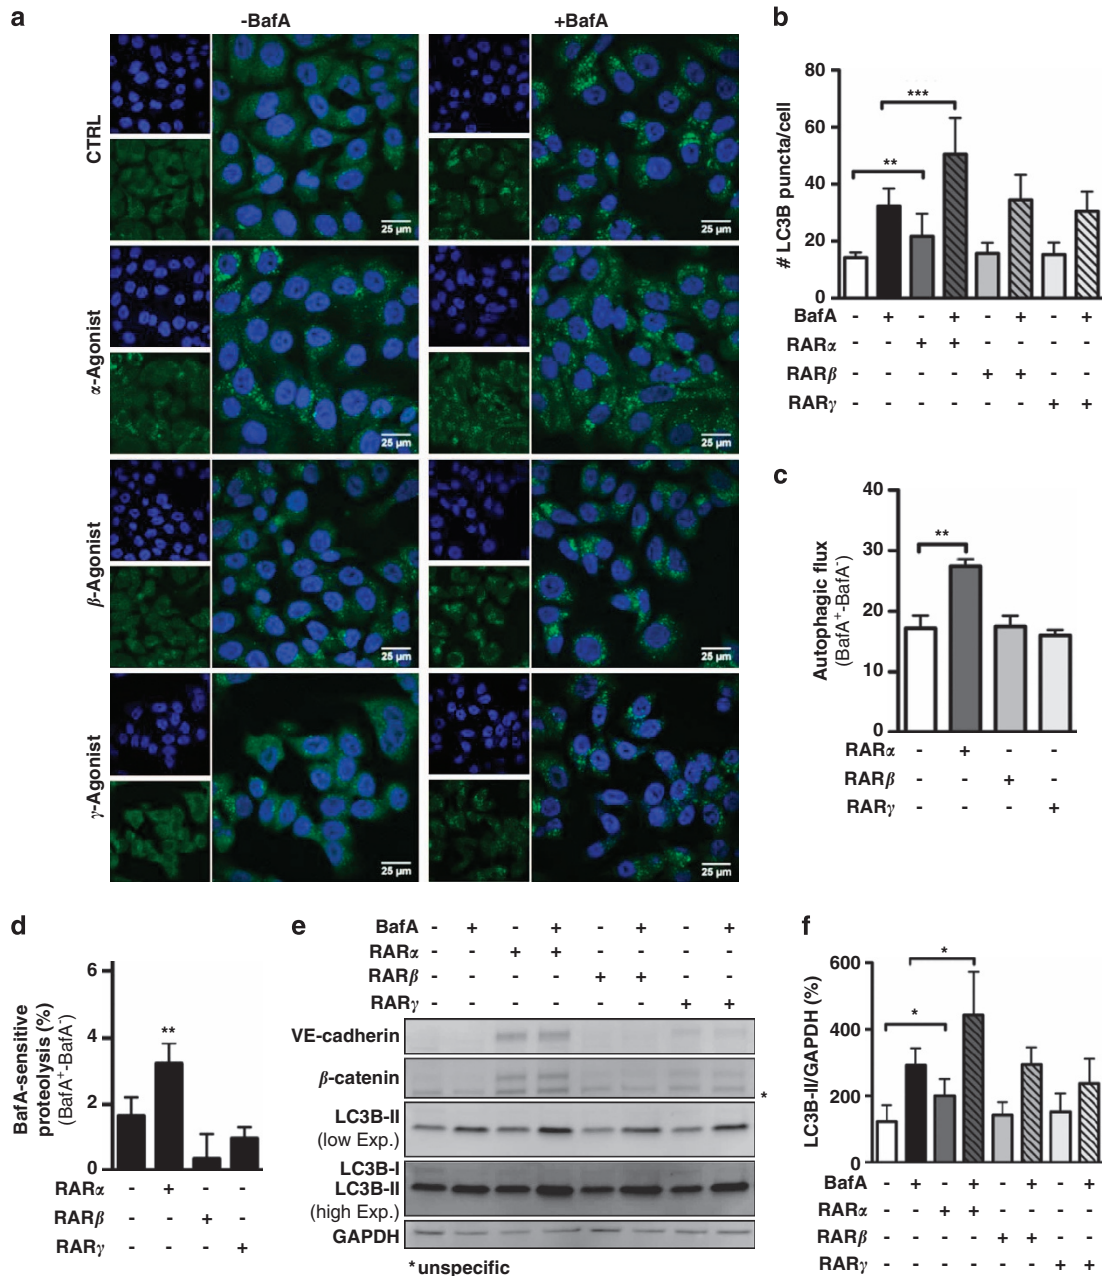 a
-BafA
+BafA
CTRL
25 µm
25 µm
α-Agonist
25 µm
25 µm
β-Agonist
25 µm
25 µm
γ-Agonist
25 µm
25 µm
b
# LC3B puncta/cell
80
60
40
20
0
**
***
BafA - + - + - + - +
RARα - - + + - - - -
RARβ - - - - + + - -
RARγ - - - - - - + +
c
Autophagic flux
(BafA⁺-BafA⁻)
40
30
20
10
0
**
RARα - + - -
RARβ - - + -
RARγ - - - +
d
BafA-sensitive
proteolysis (%)
(BafA⁺-BafA⁻)
6
4
2
0
**
RARα - + - -
RARβ - - + -
RARγ - - - +
e
BafA - + - + - + - +
RARα - - + + - - - -
RARβ - - - - + + - -
RARγ - - - - - - + +
VE-cadherin
β-catenin
*
LC3B-II
(low Exp.)
LC3B-I
LC3B-II
(high Exp.)
GAPDH
* unspecific
f
LC3B-II/GAPDH (%)
600
400
200
0
*
*
BafA - + - + - + - +
RARα - - + + - - - -
RARβ - - - - + + - -
RARγ - - - - - - + +